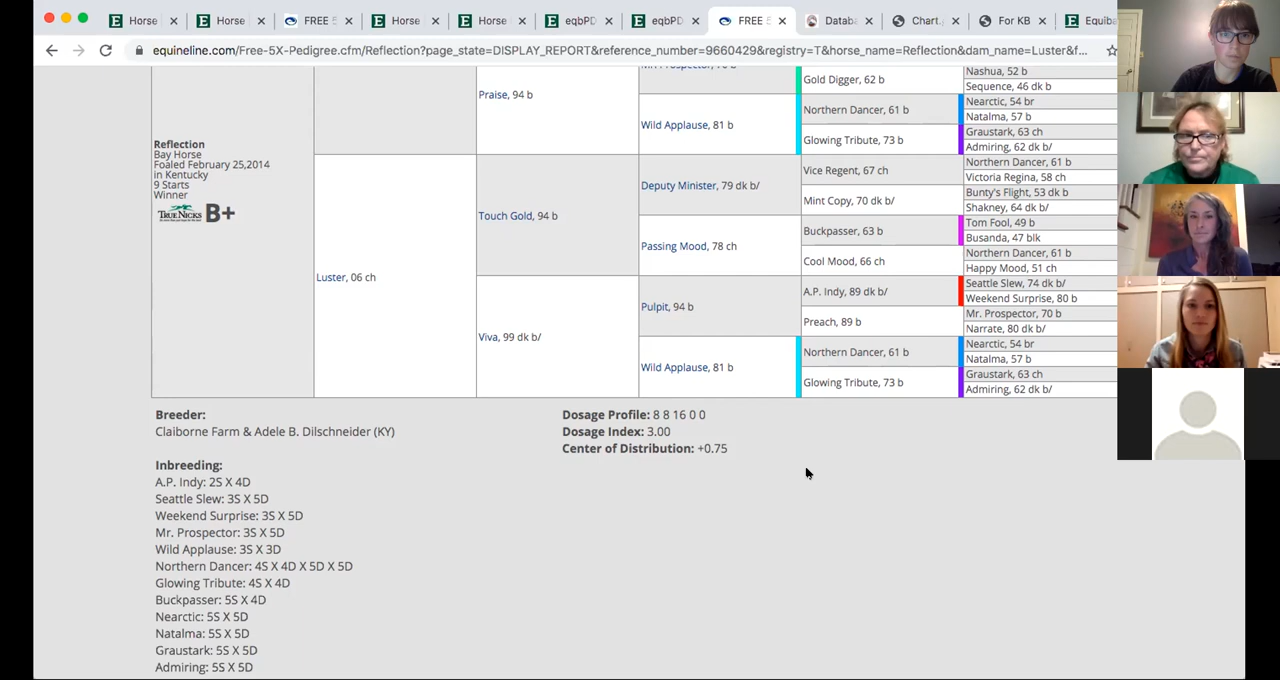 Horse
Horse
FREE 5
Horse
Horse
eqbPD
eqbPD
FREE 5
Datab
Chart.
For KB
Equiba
equineline.com/Free-5X-Pedigree.cfm/Reflection?page_state=DISPLAY_REPORT&reference_number=9660429&registry=T&horse_name=Reflection&dam_name=Luster&f...
Reflection
Bay Horse
Foaled February 25,2014
in Kentucky
9 Starts
Winner
TRUENICKS B+
Luster, 06 ch
Praise, 94 b
Touch Gold, 94 b
Viva, 99 dk b/
Mr. Prospector, 70 b
Wild Applause, 81 b
Deputy Minister, 79 dk b/
Passing Mood, 78 ch
Pulpit, 94 b
Wild Applause, 81 b
Gold Digger, 62 b
Northern Dancer, 61 b
Glowing Tribute, 73 b
Vice Regent, 67 ch
Mint Copy, 70 dk b/
Buckpasser, 63 b
Cool Mood, 66 ch
A.P. Indy, 89 dk b/
Preach, 89 b
Northern Dancer, 61 b
Glowing Tribute, 73 b
Nashua, 52 b
Sequence, 46 dk b
Nearctic, 54 br
Natalma, 57 b
Graustark, 63 ch
Admiring, 62 dk b/
Northern Dancer, 61 b
Victoria Regina, 58 ch
Bunty's Flight, 53 dk b
Shakney, 64 dk b/
Tom Fool, 49 b
Busanda, 47 blk
Northern Dancer, 61 b
Happy Mood, 51 ch
Seattle Slew, 74 dk b/
Weekend Surprise, 80 b
Mr. Prospector, 70 b
Narrate, 80 dk b/
Nearctic, 54 br
Natalma, 57 b
Graustark, 63 ch
Admiring, 62 dk b/
Breeder:
Claiborne Farm & Adele B. Dilschneider (KY)
Dosage Profile: 8 8 16 0 0
Dosage Index: 3.00
Center of Distribution: +0.75
Inbreeding:
A.P. Indy: 2S X 4D
Seattle Slew: 3S X 5D
Weekend Surprise: 3S X 5D
Mr. Prospector: 3S X 5D
Wild Applause: 3S X 3D
Northern Dancer: 4S X 4D X 5D X 5D
Glowing Tribute: 4S X 4D
Buckpasser: 5S X 4D
Nearctic: 5S X 5D
Natalma: 5S X 5D
Graustark: 5S X 5D
Admiring: 5S X 5D